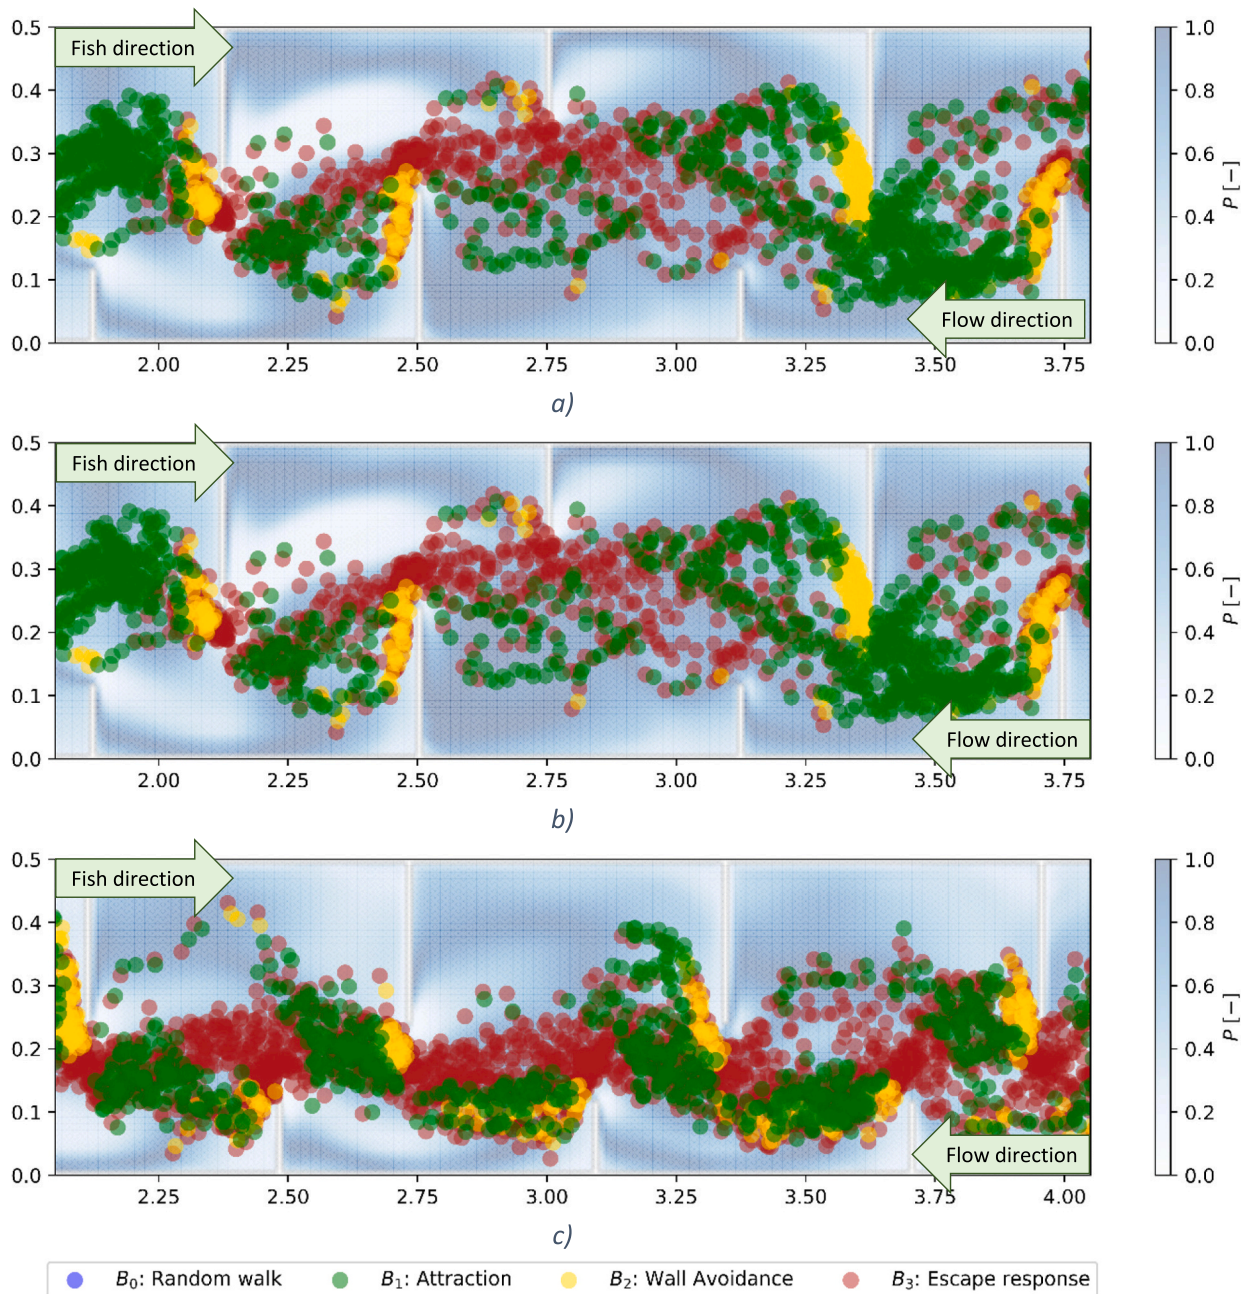 Fish direction
0.5
0.4
0.3
0.2
0.1
0.0
Flow direction
2.00 2.25 2.50 2.75 3.00 3.25 3.50 3.75
1.0
0.8
0.6
0.4
0.2
0.0
P [−]
a)
Fish direction
0.5
0.4
0.3
0.2
0.1
0.0
Flow direction
2.00 2.25 2.50 2.75 3.00 3.25 3.50 3.75
1.0
0.8
0.6
0.4
0.2
0.0
P [−]
b)
Fish direction
0.5
0.4
0.3
0.2
0.1
0.0
Flow direction
2.25 2.50 2.75 3.00 3.25 3.50 3.75 4.00
1.0
0.8
0.6
0.4
0.2
0.0
P [−]
c)
B₀: Random walk B₁: Attraction B₂: Wall Avoidance B₃: Escape response